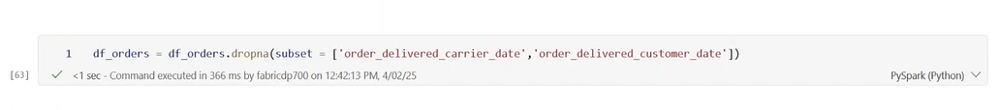 1 df_orders = df_orders.dropna(subset = ['order_delivered_carrier_date','order_delivered_customer_date'])
[63] <1 sec - Command executed in 366 ms by fabricdp700 on 12:42:13 PM, 4/02/25 PySpark (Python)